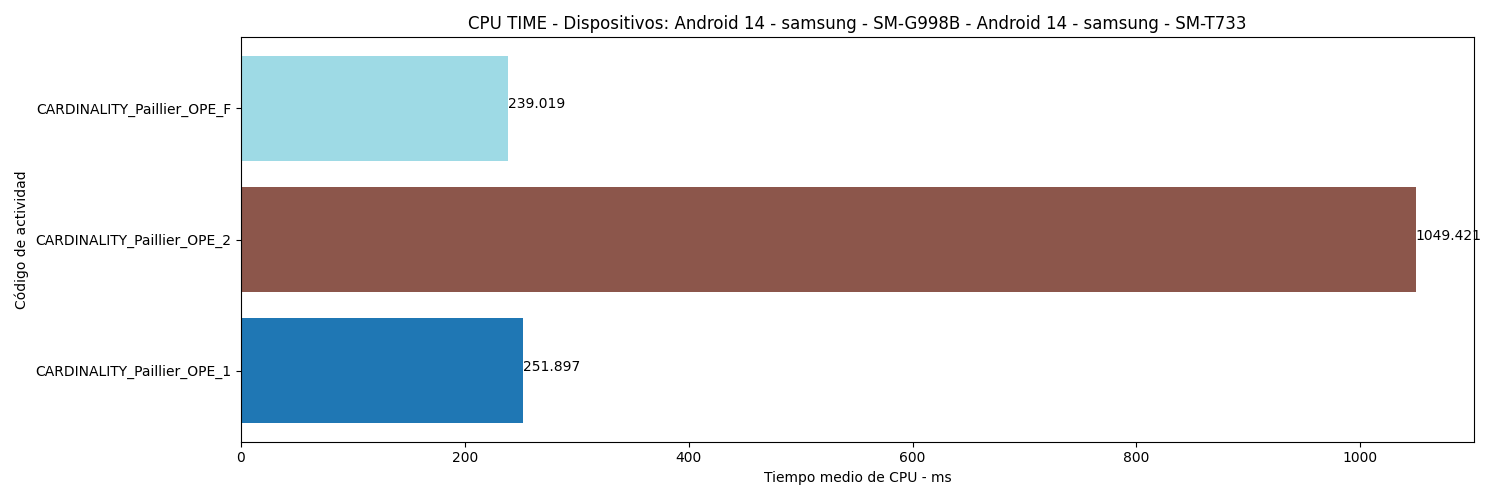 CPU TIME - Dispositivos: Android 14 - samsung - SM-G998B - Android 14 - samsung - SM-T733
Código de actividad
CARDINALITY_Paillier_OPE_F
239.019
CARDINALITY_Paillier_OPE_2
1049.421
CARDINALITY_Paillier_OPE_1
251.897
0 200 400 600 800 1000
Tiempo medio de CPU - ms